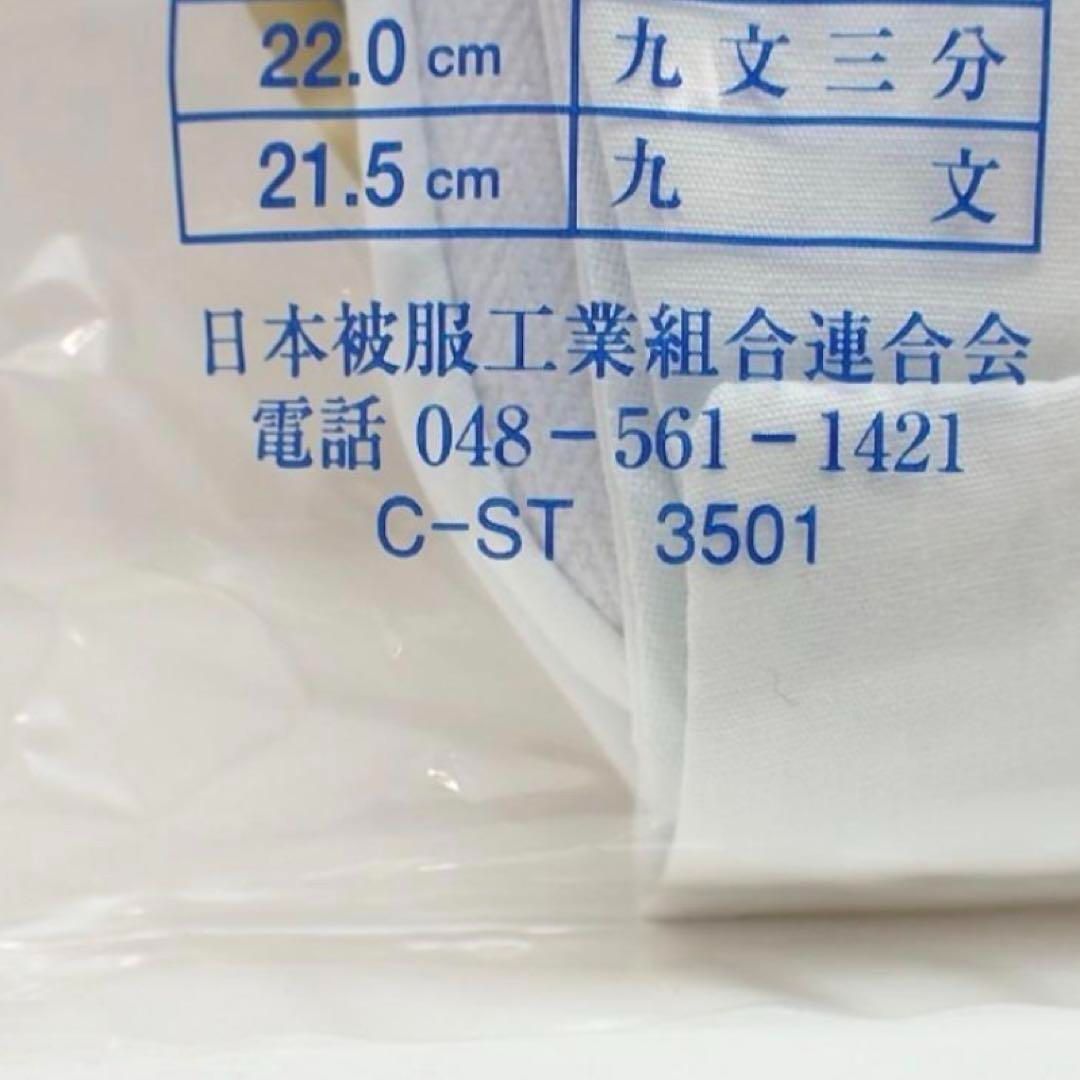 22.0 cm 九文三分
21.5 cm 九 文
日本被服工業組合連合会
電話 048-561-1421
C-ST 3501